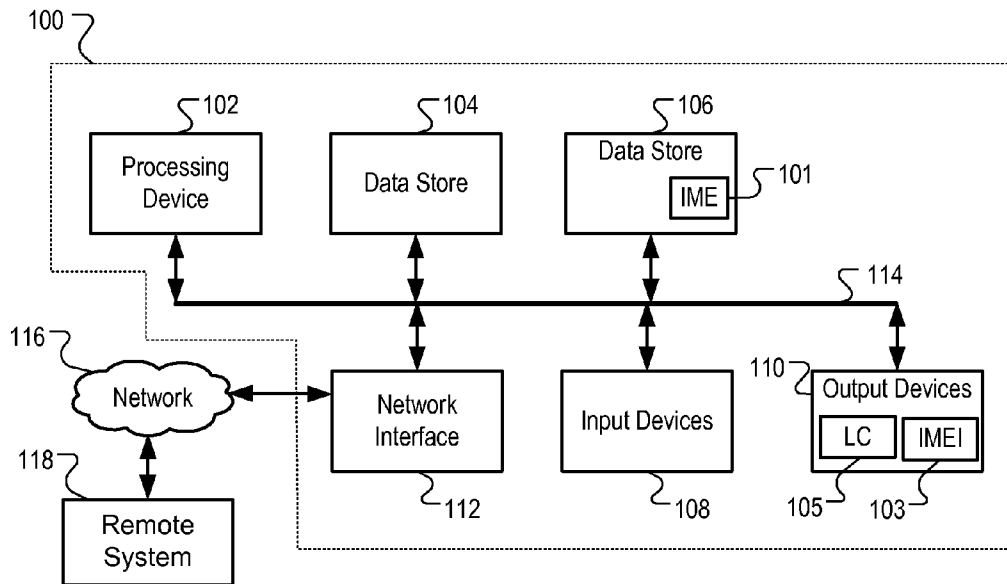 100
102
104
106
Processing
Device
Data Store
Data Store
IME
101
114
116
Network
Network
Interface
Input Devices
110
Output Devices
LC
IMEI
118
Remote
System
112
108
105
103